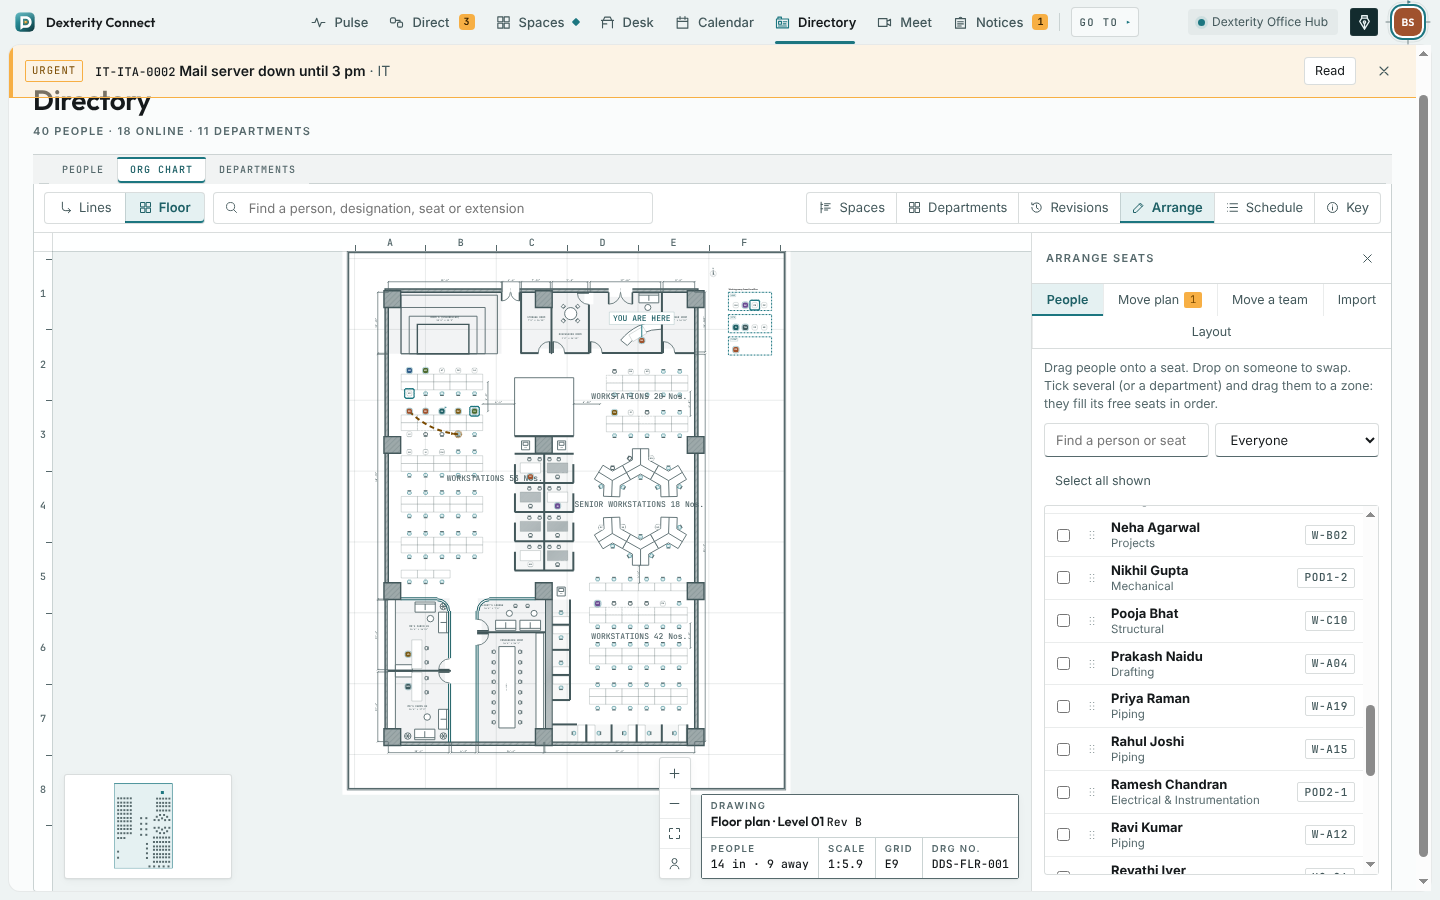 Dexterity Connect
Pulse
Direct 3
Spaces
Desk
Calendar
Directory
Meet
Notices 1
GO TO
Dexterity Office Hub
BS
URGENT IT-ITA-0002 Mail server down until 3 pm · IT
Read
Directory
40 PEOPLE · 18 ONLINE · 11 DEPARTMENTS
PEOPLE
ORG CHART
DEPARTMENTS
Lines
Floor
Find a person, designation, seat or extension
Spaces
Departments
Revisions
Arrange
Schedule
Key
A B C D E F
1
2
3
4
5
6
7
8
YOU ARE HERE
WORKSTATIONS 20 Nos.
WORKSTATIONS 5
SENIOR WORKSTATIONS 18 Nos.
WORKSTATIONS 42 Nos.
DRAWING
Floor plan · Level 01 Rev B
PEOPLE
14 in · 9 away
SCALE
1:5.9
GRID
E9
DRG NO.
DDS-FLR-001
ARRANGE SEATS
People
Move plan 1
Move a team
Import
Layout
Drag people onto a seat. Drop on someone to swap.
Tick several (or a department) and drag them to a zone:
they fill its free seats in order.
Find a person or seat
Everyone
Select all shown
Neha Agarwal
Projects
W-B02
Nikhil Gupta
Mechanical
POD1-2
Pooja Bhat
Structural
W-C10
Prakash Naidu
Drafting
W-A04
Priya Raman
Piping
W-A19
Rahul Joshi
Piping
W-A15
Ramesh Chandran
Electrical & Instrumentation
POD2-1
Ravi Kumar
Piping
W-A12
Revathi Iyer